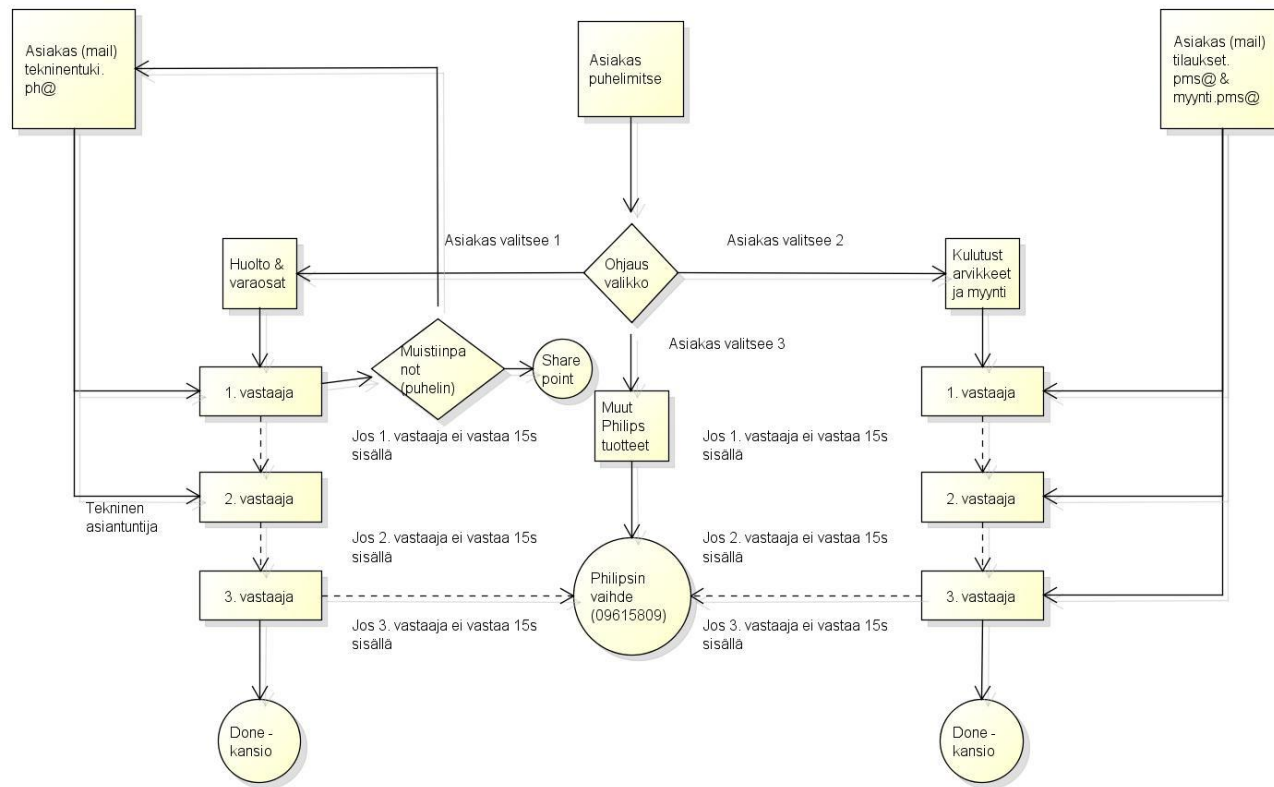 Asiakas (mail)
tekninentuki.
ph@
Asiakas
puhelimitse
Asiakas (mail)
tilaukset.
pms@ &
myynti.pms@
Asiakas valitsee 1
Asiakas valitsee 2
Huolto &
varaosat
Ohjaus
valikko
Kulutust
arvikkeet
ja myynti
Asiakas valitsee 3
Muistiinpa
not
(puhelin)
Share
point
1. vastaaja
Muut
Philips
tuotteet
1. vastaaja
Jos 1. vastaaja ei vastaa 15s
sisällä
Jos 1. vastaaja ei vastaa 15s
sisällä
2. vastaaja
2. vastaaja
Tekninen
asiantuntija
Jos 2. vastaaja ei vastaa 15s
sisällä
Jos 2. vastaaja ei vastaa 15s
sisällä
3. vastaaja
Philipsin
vaihde
(09615809)
3. vastaaja
Jos 3. vastaaja ei vastaa 15s
sisällä
Jos 3. vastaaja ei vastaa 15s
sisällä
Done -
kansio
Done -
kansio